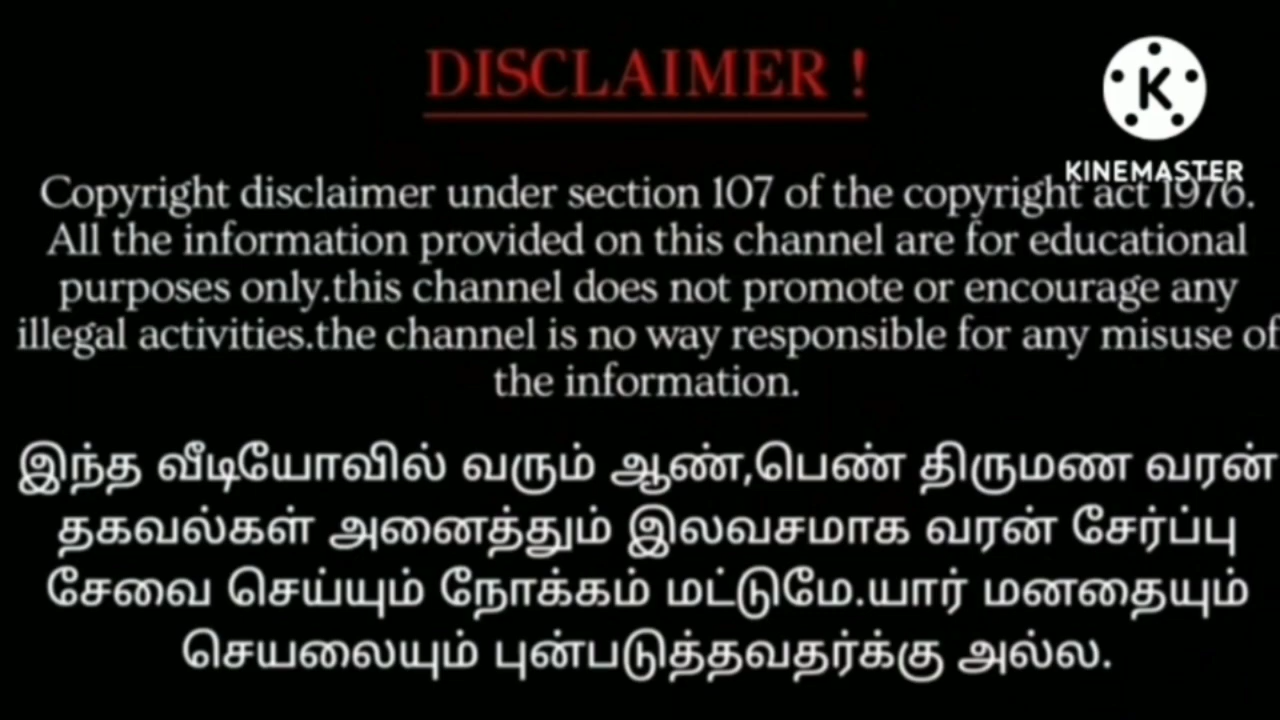 DISCLAIMER !
KINEMASTER
Copyright disclaimer under section 107 of the copyright act 1976.
All the information provided on this channel are for educational
purposes only.this channel does not promote or encourage any
illegal activities.the channel is no way responsible for any misuse of
the information.
இந்த வீடியோவில் வரும் ஆண்,பெண் திருமண வரன்
தகவல்கள் அனைத்தும் இலவசமாக வரன் சேர்ப்பு
சேவை செய்யும் நோக்கம் மட்டுமே.யார் மனதையும்
செயலையும் புன்படுத்தவதர்க்கு அல்ல.